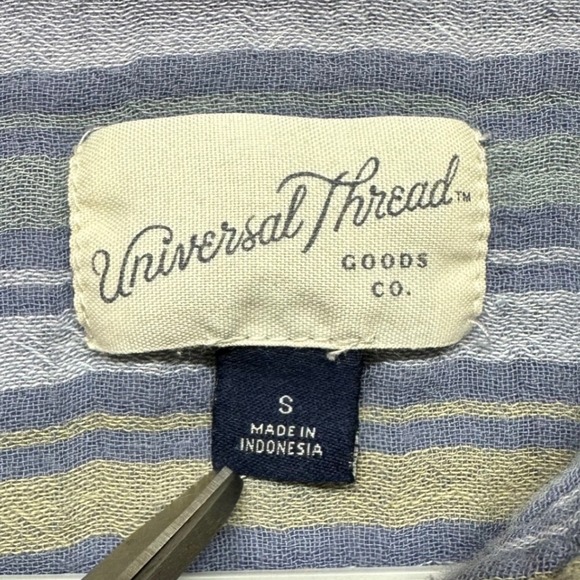 Universal Thread™
GOODS
CO.
S
MADE IN
INDONESIA